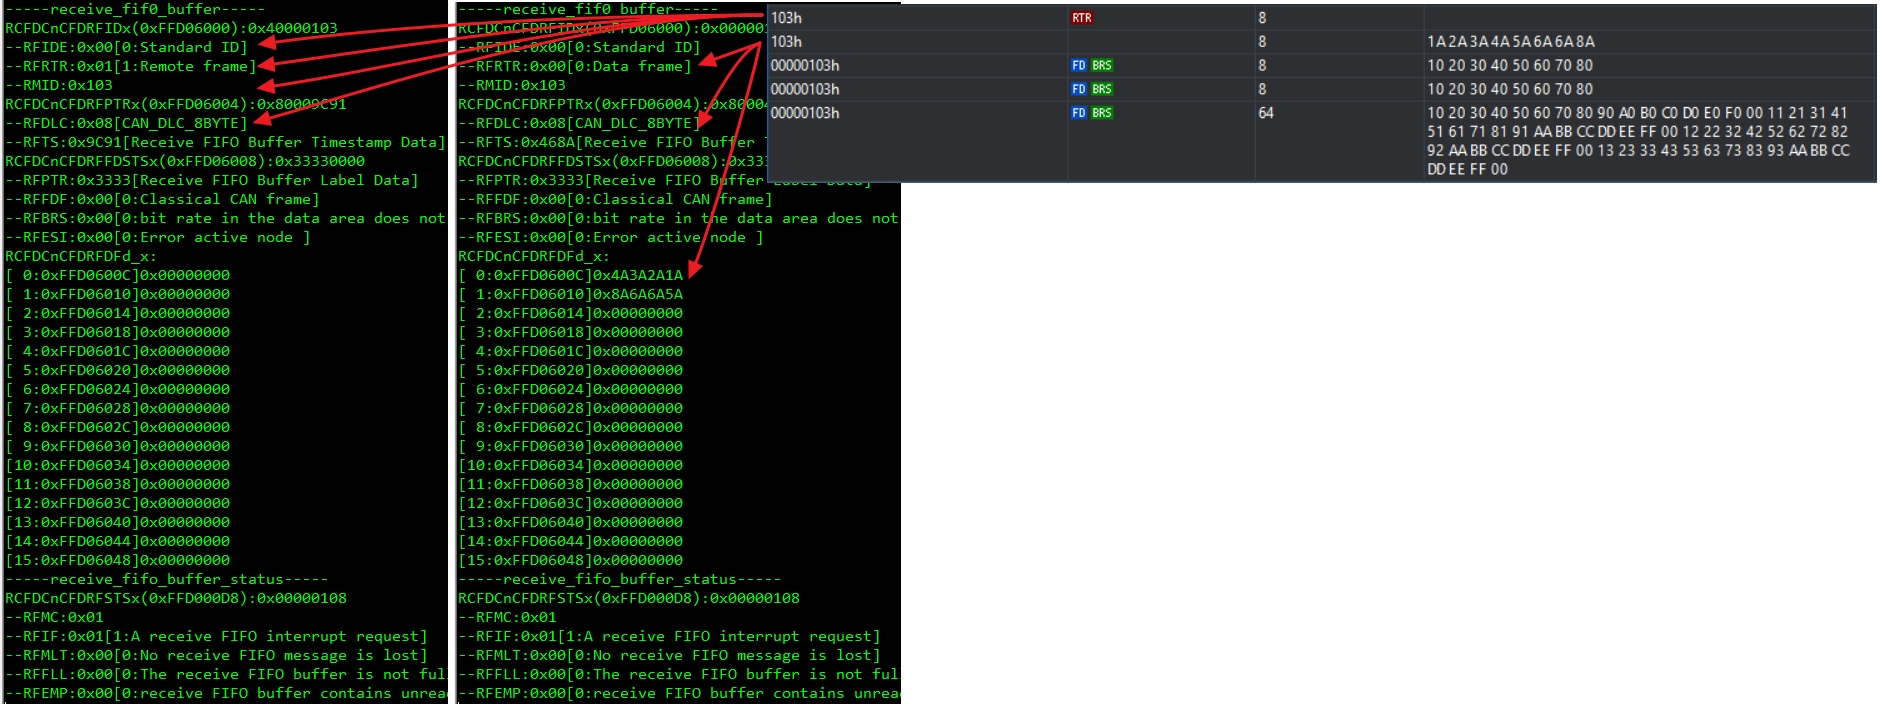 -----receive_fif0_buffer-----
RCFDCnCFDRFIDx(0xFFD06000):0x40000103
--RFIDE:0x00[0:Standard ID]
--RFRTR:0x01[1:Remote frame]
--RMID:0x103
RCFDCnCFDRFPTRx(0xFFD06004):0x80009C91
--RFDLC:0x08[CAN_DLC_8BYTE]
--RFTS:0x9C91[Receive FIFO Buffer Timestamp Data]
RCFDCnCFDRFFDSTSx(0xFFD06008):0x33330000
--RFPTR:0x3333[Receive FIFO Buffer Label Data]
--RFFDF:0x00[0:Classical CAN frame]
--RFBRS:0x00[0:bit rate in the data area does not
--RFESI:0x00[0:Error active node ]
RCFDCnCFDRFDFd_x:
[ 0:0xFFD0600C]0x00000000
[ 1:0xFFD06010]0x00000000
[ 2:0xFFD06014]0x00000000
[ 3:0xFFD06018]0x00000000
[ 4:0xFFD0601C]0x00000000
[ 5:0xFFD06020]0x00000000
[ 6:0xFFD06024]0x00000000
[ 7:0xFFD06028]0x00000000
[ 8:0xFFD0602C]0x00000000
[ 9:0xFFD06030]0x00000000
[10:0xFFD06034]0x00000000
[11:0xFFD06038]0x00000000
[12:0xFFD0603C]0x00000000
[13:0xFFD06040]0x00000000
[14:0xFFD06044]0x00000000
[15:0xFFD06048]0x00000000
-----receive_fifo_buffer_status-----
RCFDCnCFDRFSTSx(0xFFD000D8):0x00000108
--RFMC:0x01
--RFIF:0x01[1:A receive FIFO interrupt request]
--RFMLT:0x00[0:No receive FIFO message is lost]
--RFFLL:0x00[0:The receive FIFO buffer is not ful
--RFEMP:0x00[0:receive FIFO buffer contains unrea
-----receive_fif0_buffer-----
RCFDCnCFDRFIDx(0xFFD06000):0x00000
--RFIDE:0x00[0:Standard ID]
--RFRTR:0x00[0:Data frame]
--RMID:0x103
RCFDCnCFDRFPTRx(0xFFD06004):0x8000
--RFDLC:0x08[CAN_DLC_8BYTE]
--RFTS:0x468A[Receive FIFO Buffer
RCFDCnCFDRFFDSTSx(0xFFD06008):0x333
--RFPTR:0x3333[Receive FIFO Buffer Label Data]
--RFFDF:0x00[0:Classical CAN frame]
--RFBRS:0x00[0:bit rate in the data area does not
--RFESI:0x00[0:Error active node ]
RCFDCnCFDRFDFd_x:
[ 0:0xFFD0600C]0x4A3A2A1A
[ 1:0xFFD06010]0x8A6A6A5A
[ 2:0xFFD06014]0x00000000
[ 3:0xFFD06018]0x00000000
[ 4:0xFFD0601C]0x00000000
[ 5:0xFFD06020]0x00000000
[ 6:0xFFD06024]0x00000000
[ 7:0xFFD06028]0x00000000
[ 8:0xFFD0602C]0x00000000
[ 9:0xFFD06030]0x00000000
[10:0xFFD06034]0x00000000
[11:0xFFD06038]0x00000000
[12:0xFFD0603C]0x00000000
[13:0xFFD06040]0x00000000
[14:0xFFD06044]0x00000000
[15:0xFFD06048]0x00000000
-----receive_fifo_buffer_status-----
RCFDCnCFDRFSTSx(0xFFD000D8):0x00000108
--RFMC:0x01
--RFIF:0x01[1:A receive FIFO interrupt request]
--RFMLT:0x00[0:No receive FIFO message is lost]
--RFFLL:0x00[0:The receive FIFO buffer is not ful
--RFEMP:0x00[0:receive FIFO buffer contains unrea
103h RTR 8
103h 8 1A 2A 3A 4A 5A 6A 6A 8A
00000103h FD BRS 8 10 20 30 40 50 60 70 80
00000103h FD BRS 8 10 20 30 40 50 60 70 80
00000103h FD BRS 64 10 20 30 40 50 60 70 80 90 A0 B0 C0 D0 E0 F0 00 11 21 31 41
51 61 71 81 91 AA BB CC DD EE FF 00 12 22 32 42 52 62 72 82
92 AA BB CC DD EE FF 00 13 23 33 43 53 63 73 83 93 AA BB CC
DD EE FF 00